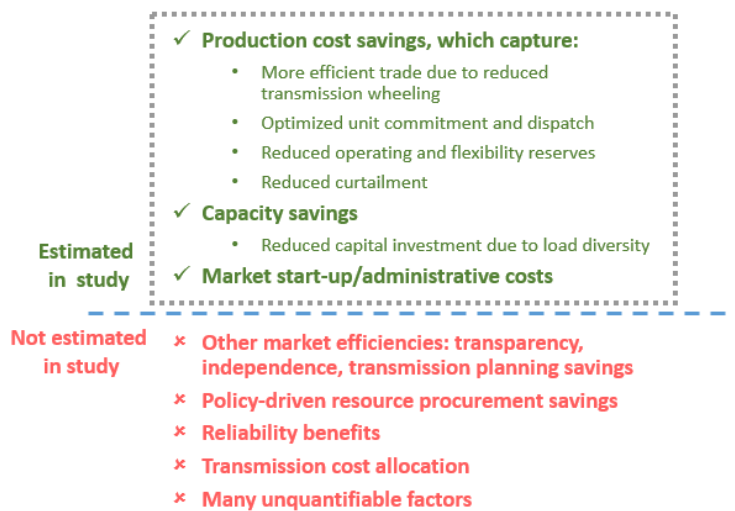 ✓ Production cost savings, which capture:
• More efficient trade due to reduced
transmission wheeling
• Optimized unit commitment and dispatch
• Reduced operating and flexibility reserves
• Reduced curtailment
✓ Capacity savings
• Reduced capital investment due to load diversity
✓ Market start-up/administrative costs
Estimated
in study
Not estimated
in study
× Other market efficiencies: transparency,
independence, transmission planning savings
× Policy-driven resource procurement savings
× Reliability benefits
× Transmission cost allocation
× Many unquantifiable factors